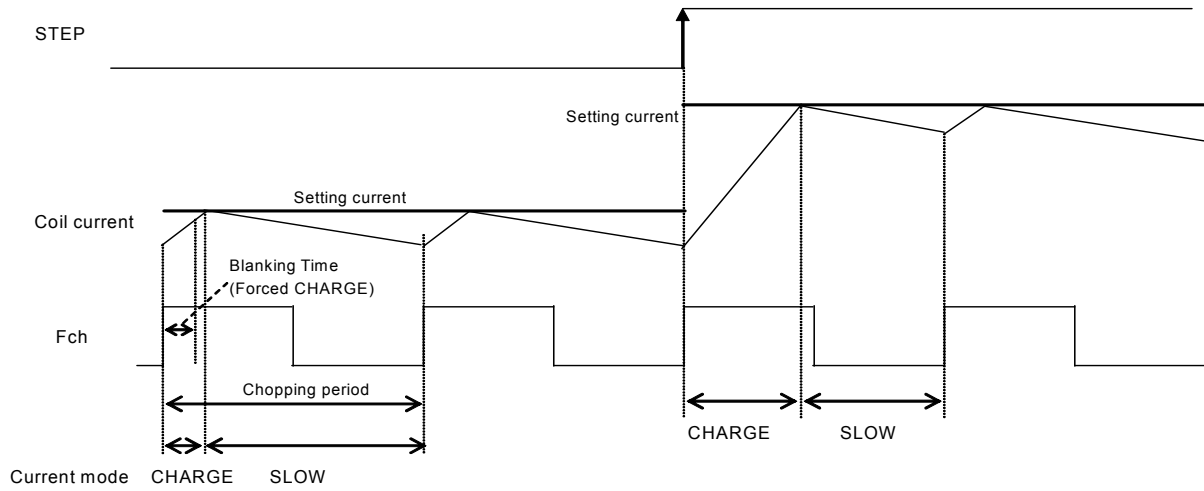 STEP
Setting current
Setting current
Coil current
Blanking Time
(Forced CHARGE)
Fch
Chopping period
CHARGE SLOW
Current mode CHARGE SLOW